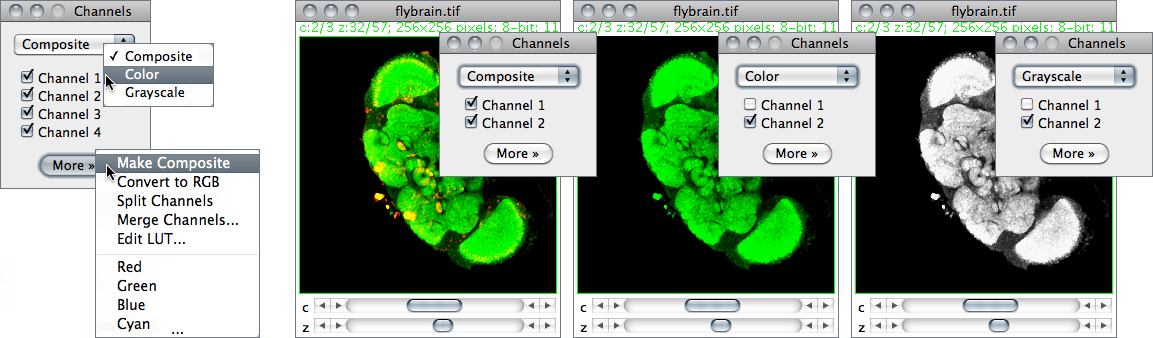 Channels
Composite
✓ Composite
Color
Grayscale
Channel 1
Channel 2
Channel 3
Channel 4
More »
Make Composite
Convert to RGB
Split Channels
Merge Channels...
Edit LUT...
Red
Green
Blue
Cyan
...
flybrain.tif
c:2/3 z:32/57; 256x256 pixels; 8-bit; 11
Channels
Composite
Channel 1
Channel 2
More »
c
z
flybrain.tif
c:2/3 z:32/57; 256x256 pixels; 8-bit; 11
Channels
Color
Channel 1
Channel 2
More »
c
z
flybrain.tif
c:2/3 z:32/57; 256x256 pixels; 8-bit; 11
Channels
Grayscale
Channel 1
Channel 2
More »
c
z